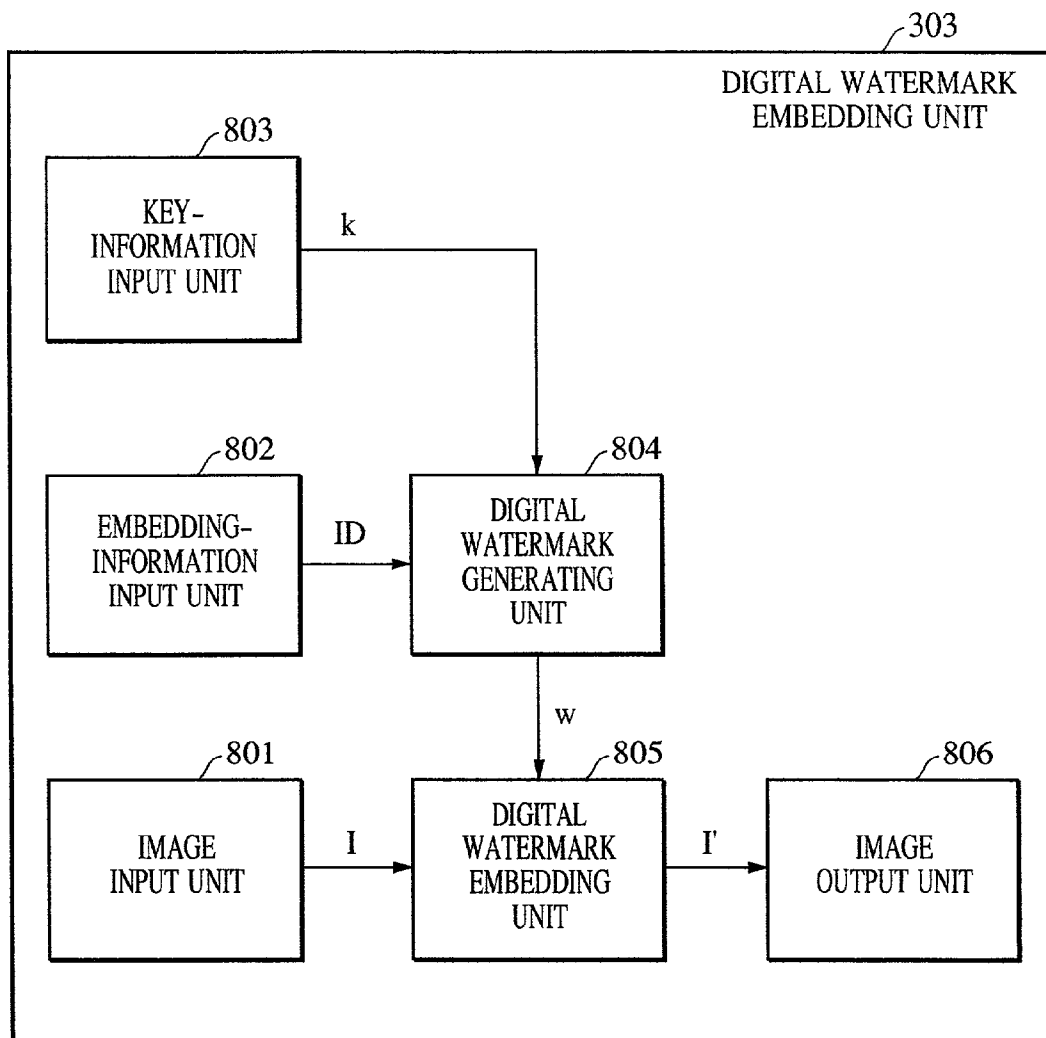 303
DIGITAL WATERMARK
EMBEDDING UNIT
803
KEY-
INFORMATION
INPUT UNIT
k
802
EMBEDDING-
INFORMATION
INPUT UNIT
ID
804
DIGITAL
WATERMARK
GENERATING
UNIT
w
801
IMAGE
INPUT UNIT
I
805
DIGITAL
WATERMARK
EMBEDDING
UNIT
I'
806
IMAGE
OUTPUT UNIT